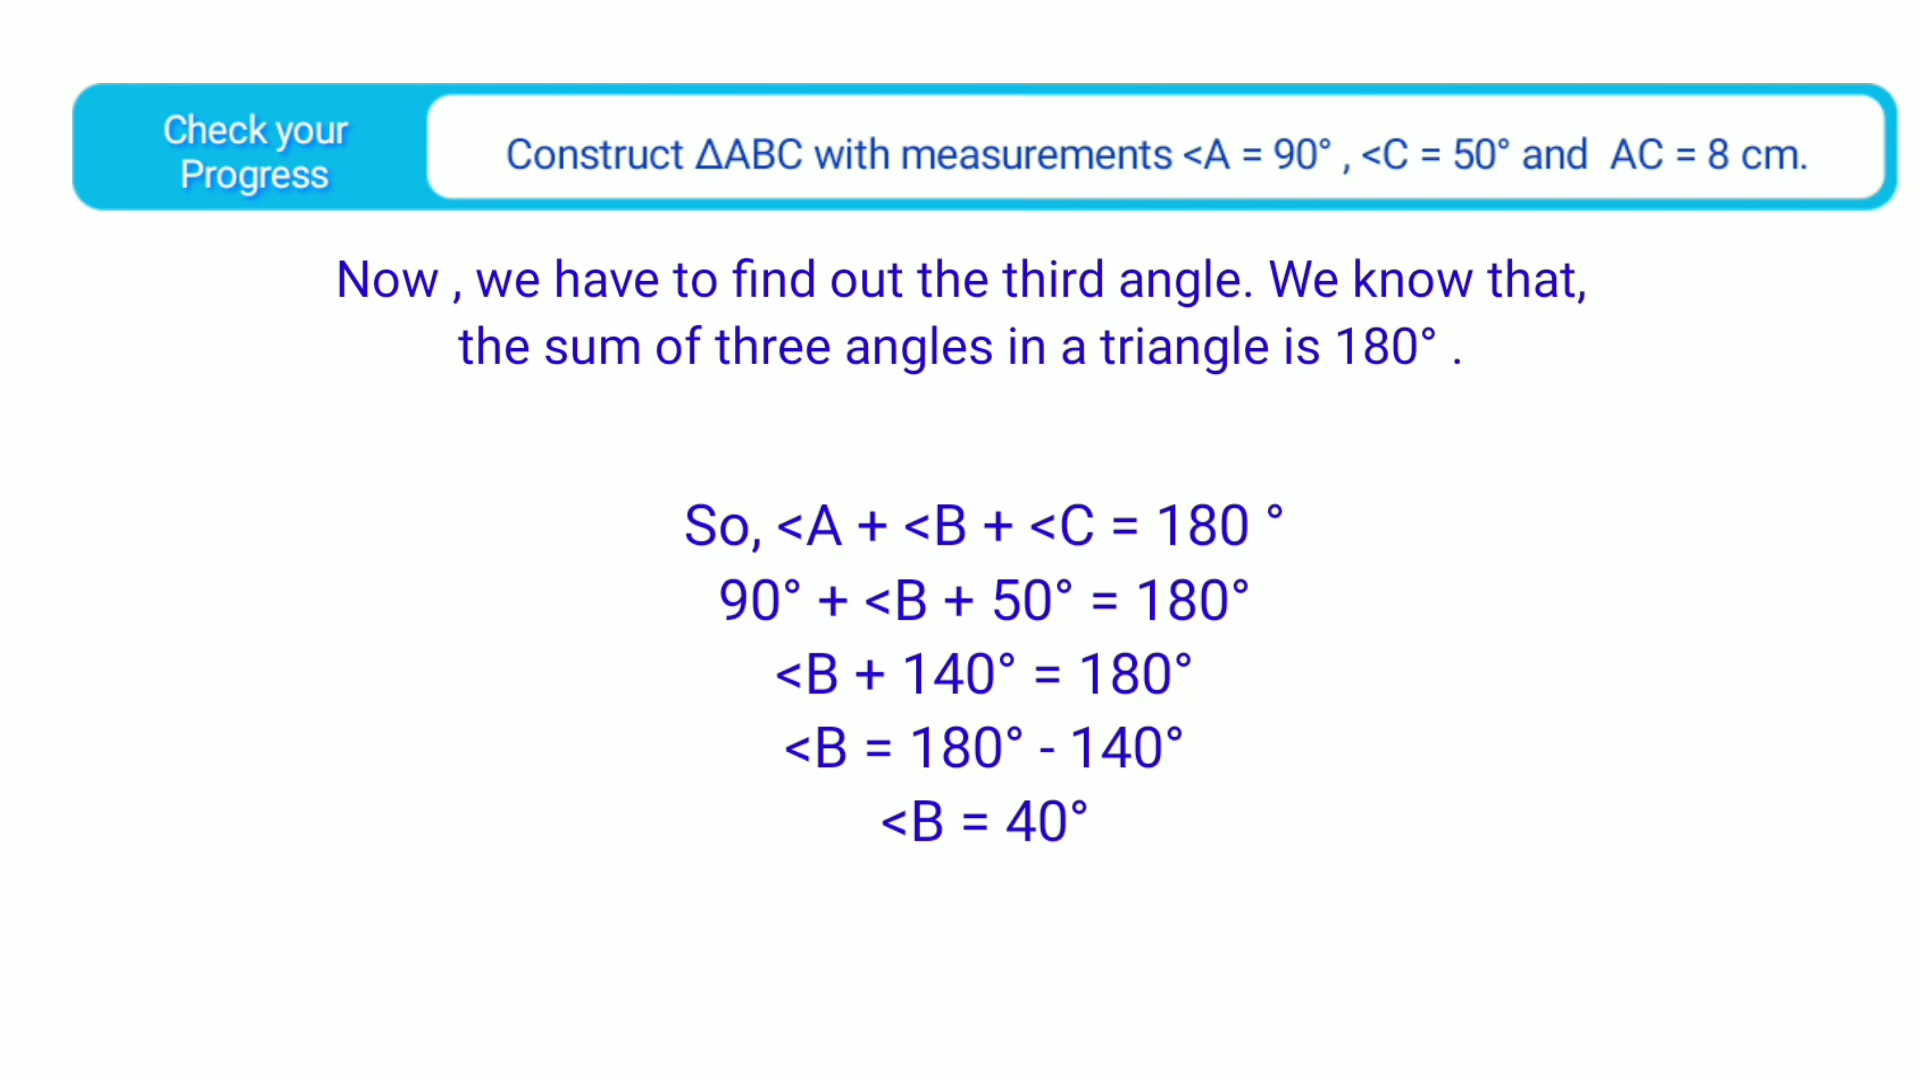 Check your
Progress
Construct ΔABC with measurements <A = 90° , <C = 50° and AC = 8 cm.
Now , we have to find out the third angle. We know that,
the sum of three angles in a triangle is 180° .
So, <A + <B + <C = 180 °
90° + <B + 50° = 180°
<B + 140° = 180°
<B = 180° - 140°
<B = 40°